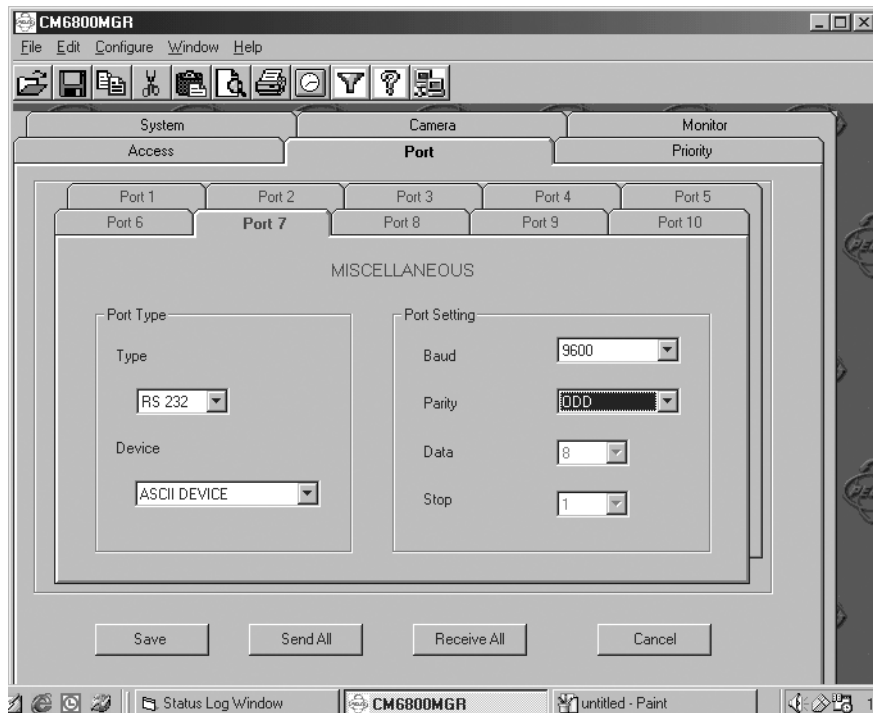 CM6800MGR
File Edit Configure Window Help
System Camera Monitor
Access Port Priority
Port 1 Port 2 Port 3 Port 4 Port 5
Port 6 Port 7 Port 8 Port 9 Port 10
MISCELLANEOUS
Port Type
Type
RS 232
Device
ASCII DEVICE
Port Setting
Baud 9600
Parity ODD
Data 8
Stop 1
Save Send All Receive All Cancel
Status Log Window CM6800MGR untitled - Paint 1